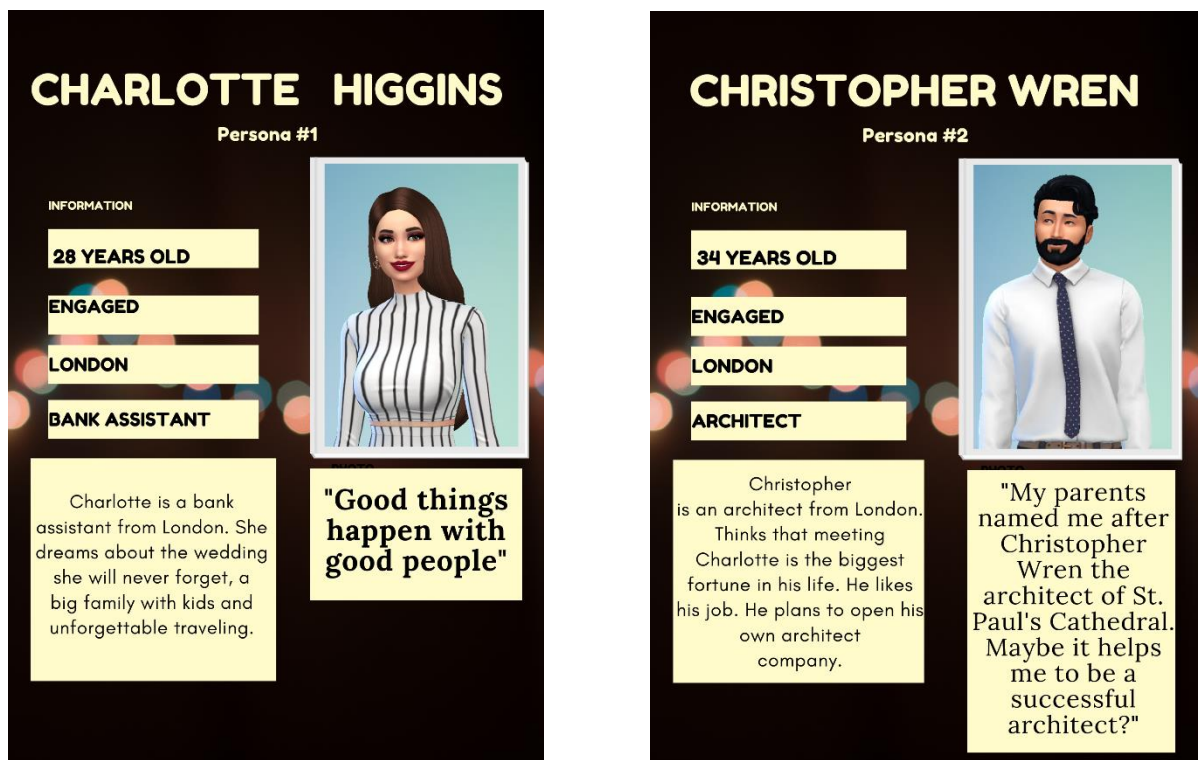 CHARLOTTE HIGGINS
Persona #1
INFORMATION
28 YEARS OLD
ENGAGED
LONDON
BANK ASSISTANT
PHOTO
Charlotte is a bank
assistant from London. She
dreams about the wedding
she will never forget, a
big family with kids and
unforgettable traveling.
"Good things
happen with
good people"
CHRISTOPHER WREN
Persona #2
INFORMATION
34 YEARS OLD
ENGAGED
LONDON
ARCHITECT
PHOTO
Christopher
is an architect from London.
Thinks that meeting
Charlotte is the biggest
fortune in his life. He likes
his job. He plans to open his
own architect
company.
"My parents
named me after
Christopher
Wren the
architect of St.
Paul's Cathedral.
Maybe it helps
me to be a
successful
architect?"